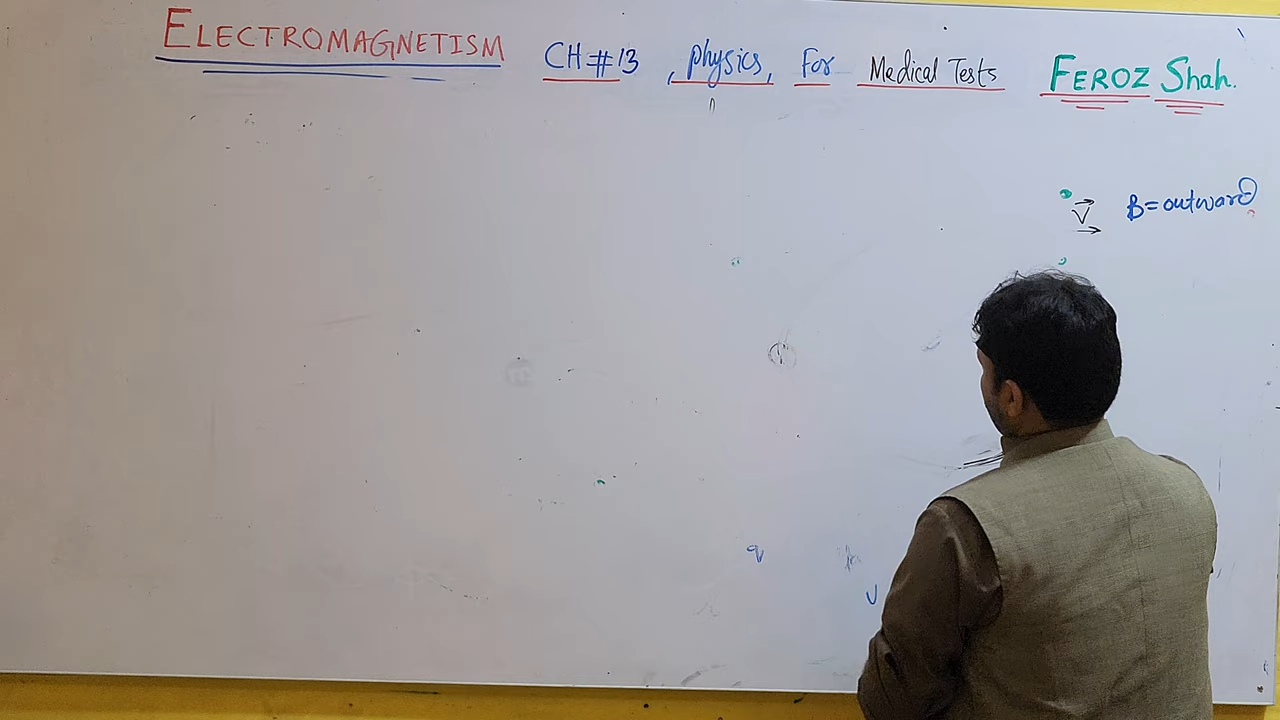 ELECTROMAGNETISM CH#13, physics, For Medical Tests FEROZ Shah.
V B=outward
q
V